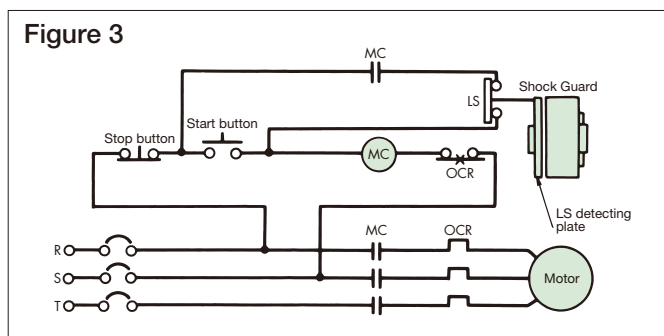 Figure 3
MC
Shock Guard
LS
Start button
Stop button
MC
OCR
LS detecting
plate
MC
OCR
R
S
Motor
T